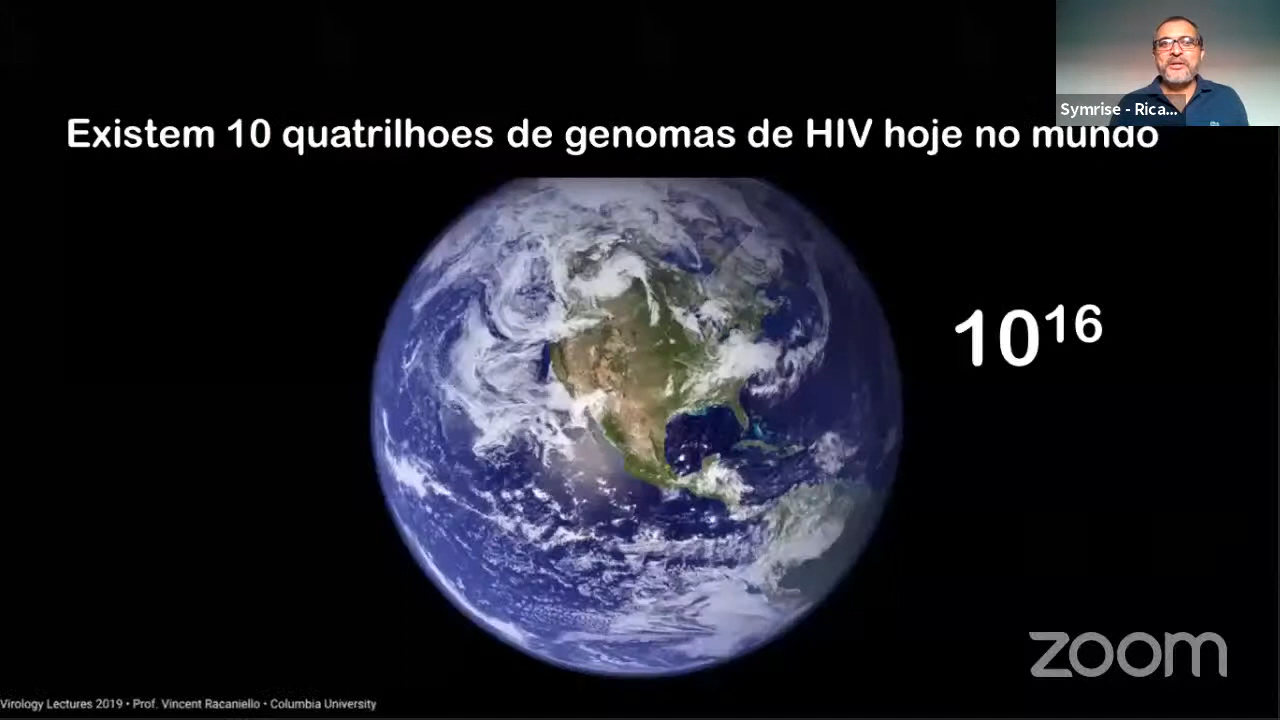 Symrise - Rica...
Existem 10 quatrilhoes de genomas de HIV hoje no mundo
10¹⁶
zoom
Virology Lectures 2019 • Prof. Vincent Racaniello • Columbia University